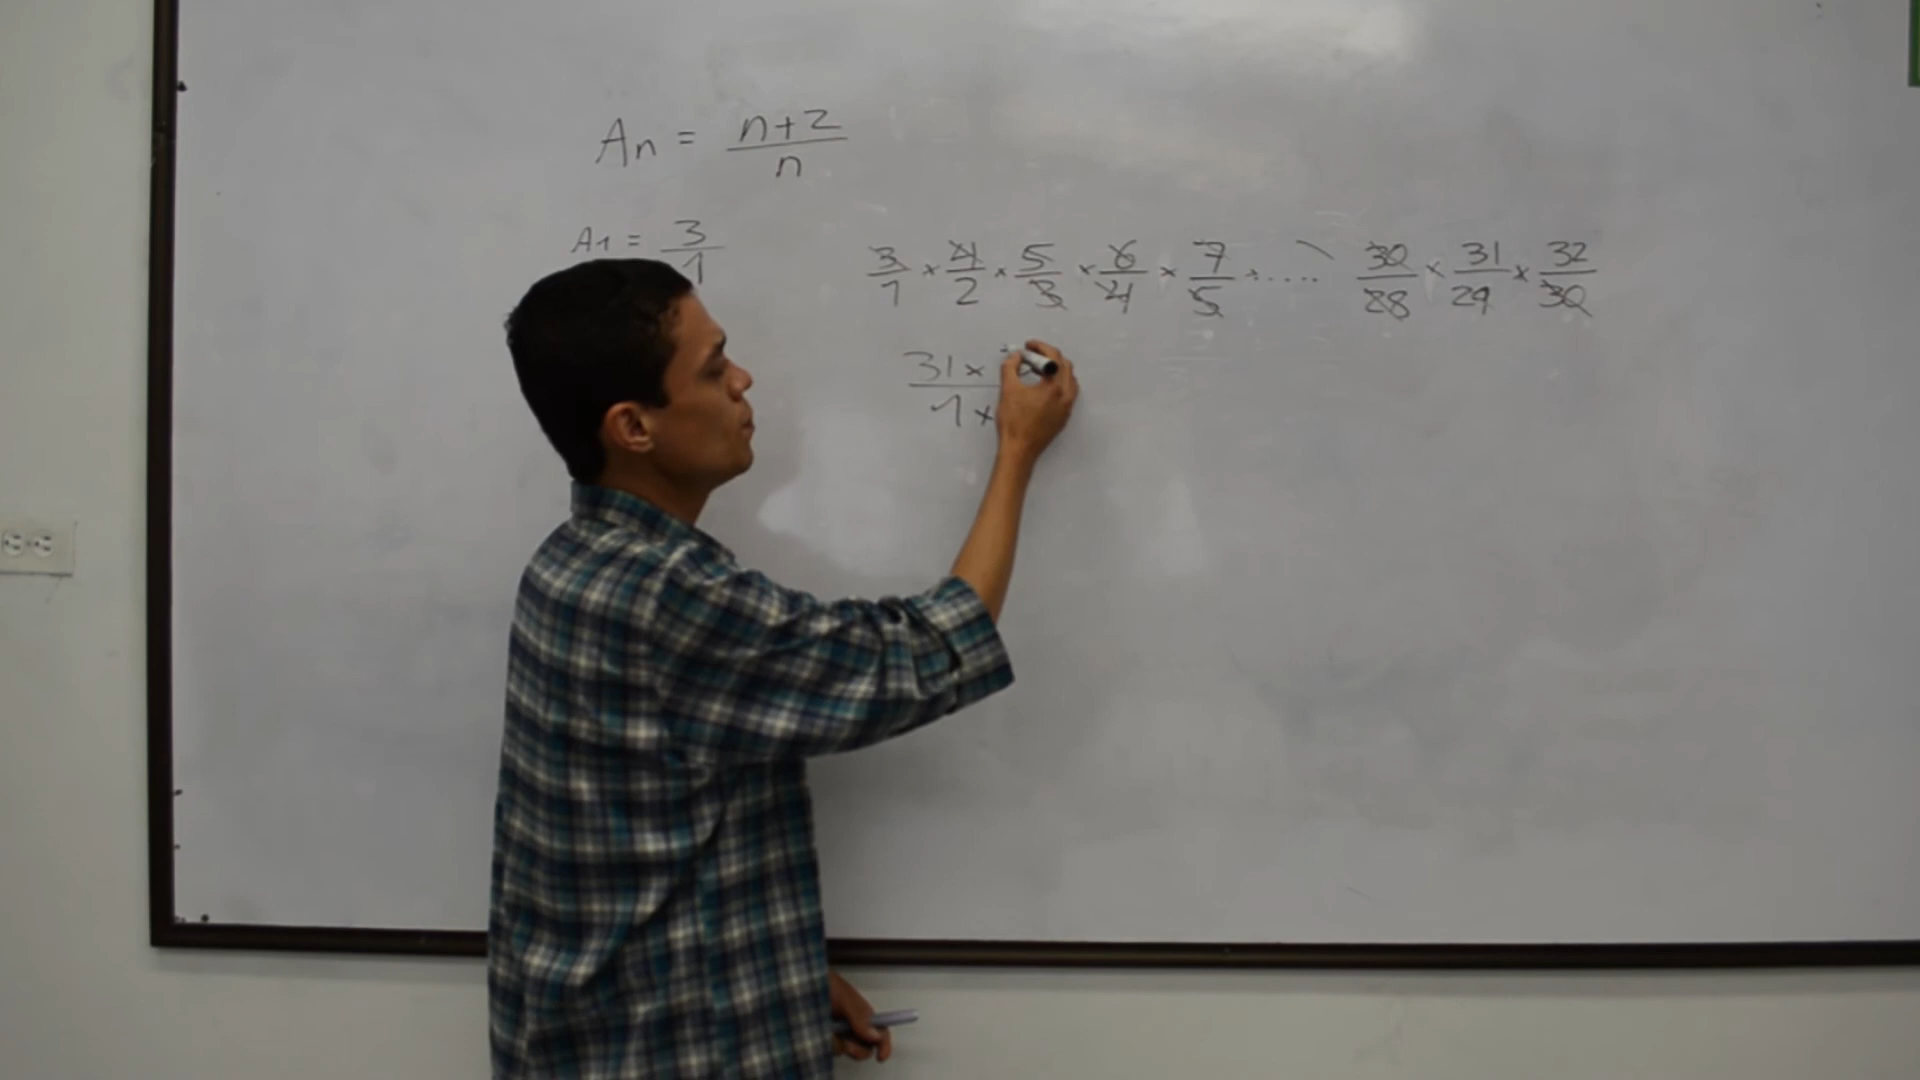 An = n+2
n
A1 = 3
1
3/1 × 4/2 × 5/3 × 6/4 × 7/5 × ..... 30/28 × 31/29 × 32/30
31 ×
1 ×